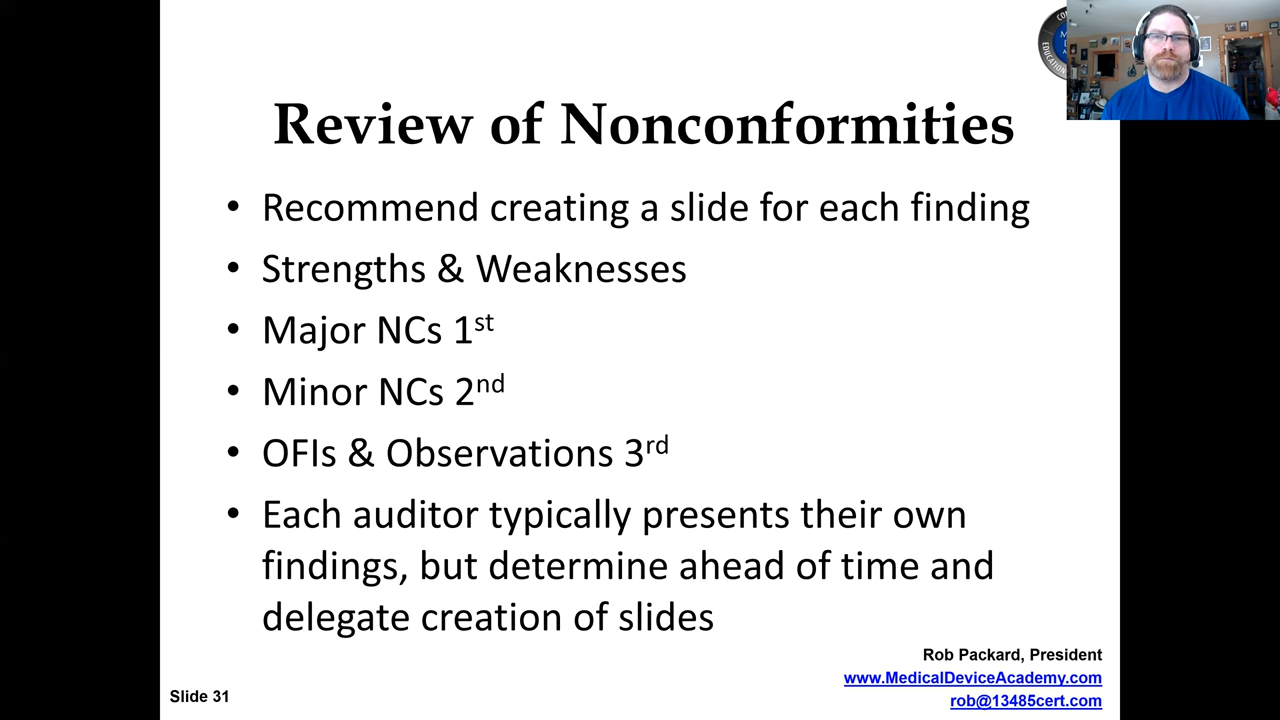 Review of Nonconformities
• Recommend creating a slide for each finding
• Strengths & Weaknesses
• Major NCs 1st
• Minor NCs 2nd
• OFIs & Observations 3rd
• Each auditor typically presents their own
findings, but determine ahead of time and
delegate creation of slides
Rob Packard, President
www.MedicalDeviceAcademy.com
rob@13485cert.com
Slide 31